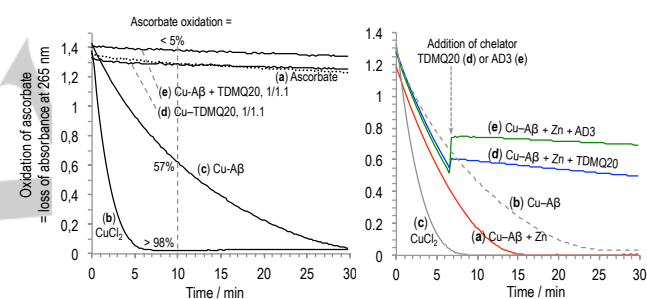 Ascorbate oxidation =
Oxidation of ascorbate
= loss of absorbance at 265 nm
1,4
1,2
1
0,8
0,6
0,4
0,2
0
< 5%
(a) Ascorbate
(e) Cu-Aβ + TDMQ20, 1/1.1
(d) Cu–TDMQ20, 1/1.1
57%
(c) Cu-Aβ
(b)
CuCl2
> 98%
0 5 10 15 20 25 30
Time / min
Addition of chelator
TDMQ20 (d) or AD3 (e)
1.4
1.2
1.0
0.8
0.6
0.4
0.2
0
(e) Cu–Aβ + Zn + AD3
(d) Cu–Aβ + Zn + TDMQ20
(b) Cu–Aβ
(c)
CuCl2
(a) Cu–Aβ + Zn
0 5 10 15 20 25 30
Time / min